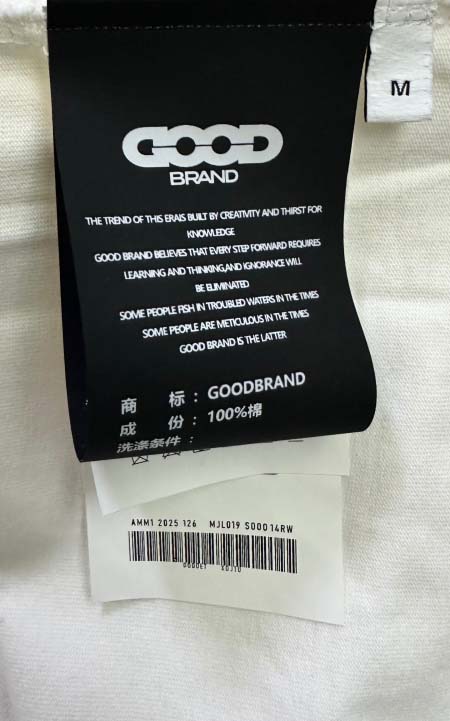 M
GOOD
BRAND
THE TREND OF THIS ERAIS BUILT BY CREATIVITY AND THIRST FOR
KNOWLEDGE
GOOD BRAND BELIEVES THAT EVERY STEP FORWARD REQUIRES
LEARNING AND THINKING,AND IGNORANCE WILL
BE ELIMINATED
SOME PEOPLE FISH IN TROUBLED WATERS IN THE TIMES
SOME PEOPLE ARE METICULOUS IN THE TIMES
GOOD BRAND IS THE LATTER
商 标：GOODBRAND
成 份：100%棉
洗涤条件：
AMM1 2025 126 MJL019 S00014RW